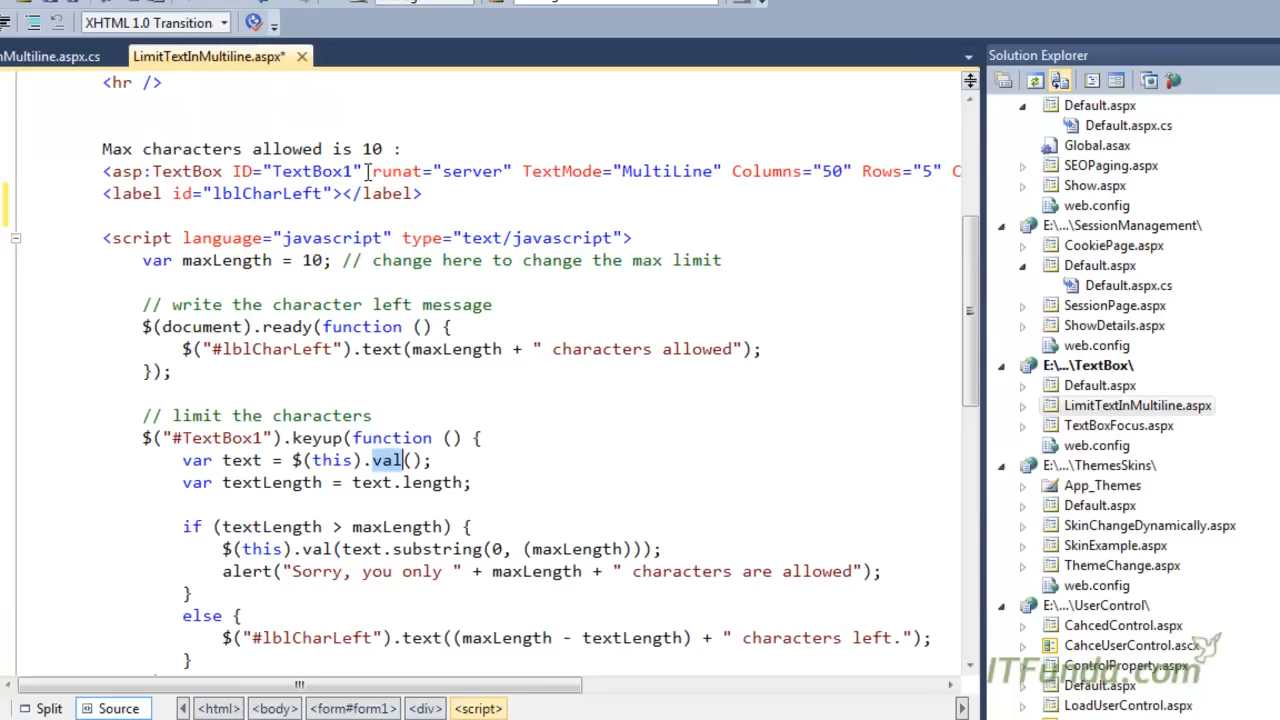 XHTML 1.0 Transition
nMultiline.aspx.cs
LimitTextInMultiline.aspx*
<hr />
Max characters allowed is 10 :
<asp:TextBox ID="TextBox1" runat="server" TextMode="MultiLine" Columns="50" Rows="5" C
<label id="lblCharLeft"></label>
<script language="javascript" type="text/javascript">
var maxLength = 10; // change here to change the max limit
// write the character left message
$(document).ready(function () {
$("#lblCharLeft").text(maxLength + " characters allowed");
});
// limit the characters
$("#TextBox1").keyup(function () {
var text = $(this).val();
var textLength = text.length;
if (textLength > maxLength) {
$(this).val(text.substring(0, (maxLength)));
alert("Sorry, you only " + maxLength + " characters are allowed");
}
else {
$("#lblCharLeft").text((maxLength - textLength) + " characters left.");
}
Split
Source
<html>
<body>
<form#form1>
<div>
<script>
Solution Explorer
Default.aspx
Default.aspx.cs
Global.asax
SEOPaging.aspx
Show.aspx
web.config
E:\...\SessionManagement\
CookiePage.aspx
Default.aspx
Default.aspx.cs
SessionPage.aspx
ShowDetails.aspx
web.config
E:\...\TextBox\
Default.aspx
LimitTextInMultiline.aspx
TextBoxFocus.aspx
web.config
E:\...\ThemesSkins\
App_Themes
Default.aspx
SkinChangeDynamically.aspx
SkinExample.aspx
ThemeChange.aspx
web.config
E:\...\UserControl\
CahcedControl.aspx
CahceUserControl.ascx
ControlProperty.aspx
Default.aspx
LoadUserControl.aspx
ITFunda.com